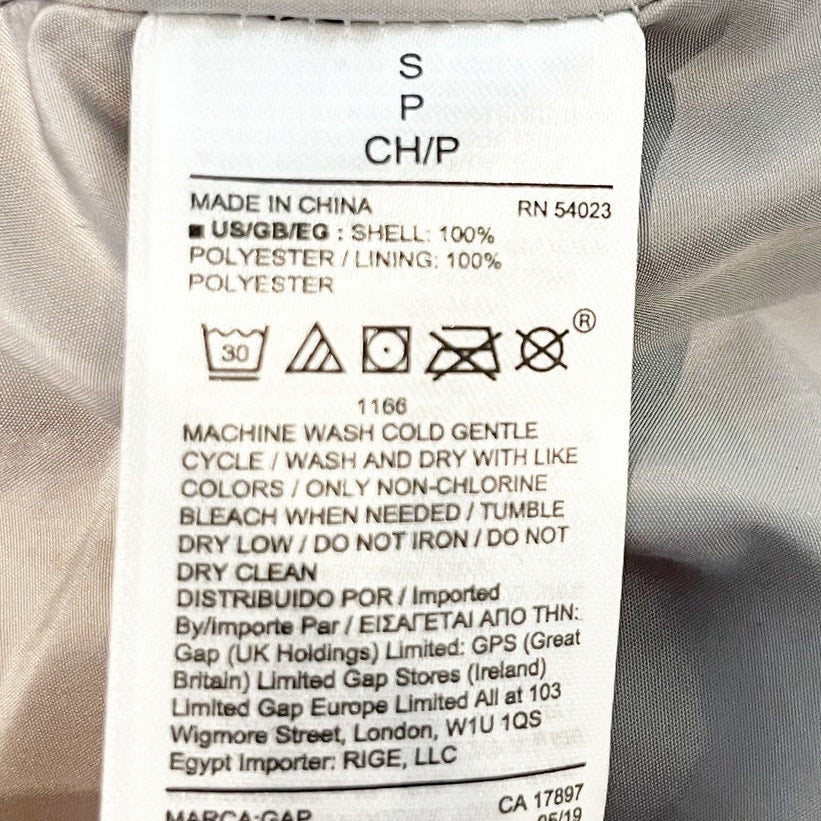 S
P
CH/P
MADE IN CHINA RN 54023
■ US/GB/EG : SHELL: 100%
POLYESTER / LINING: 100%
POLYESTER
30 ®
1166
MACHINE WASH COLD GENTLE
CYCLE / WASH AND DRY WITH LIKE
COLORS / ONLY NON-CHLORINE
BLEACH WHEN NEEDED / TUMBLE
DRY LOW / DO NOT IRON / DO NOT
DRY CLEAN
DISTRIBUIDO POR / Imported
By/Importe Par / ΕΙΣΑΓΕΤΑΙ ΑΠΟ ΤΗΝ:
Gap (UK Holdings) Limited: GPS (Great
Britain) Limited Gap Stores (Ireland)
Limited Gap Europe Limited All at 103
Wigmore Street, London, W1U 1QS
Egypt Importer: RIGE, LLC
CA 17897
MARCA:GAP 05/19